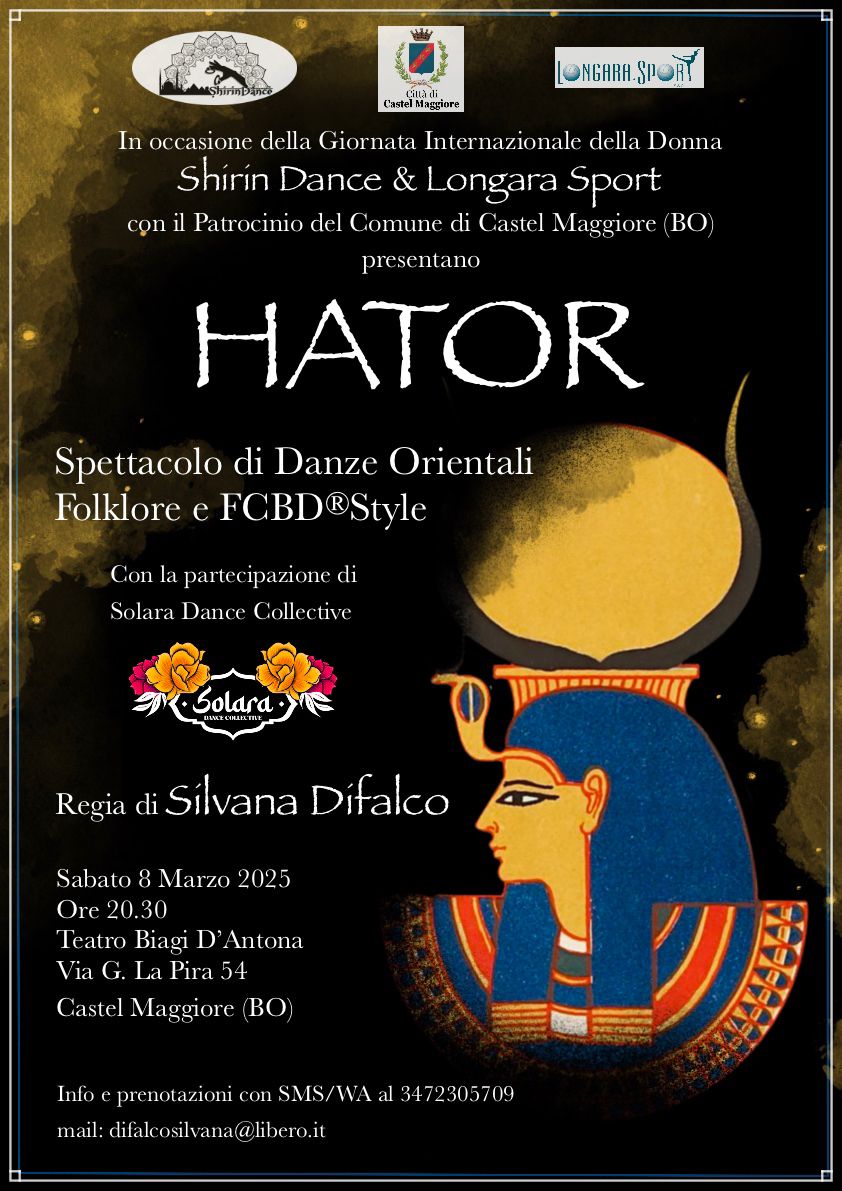 ShirinDance
Città di
Castel Maggiore
LONGARA.SPORT
In occasione della Giornata Internazionale della Donna
Shirin Dance & Longara Sport
con il Patrocinio del Comune di Castel Maggiore (BO)
presentano
HATOR
Spettacolo di Danze Orientali
Folklore e FCBD®Style
Con la partecipazione di
Solara Dance Collective
Solara
DANCE COLLECTIVE
Regia di Silvana Difalco
Sabato 8 Marzo 2025
Ore 20.30
Teatro Biagi D’Antona
Via G. La Pira 54
Castel Maggiore (BO)
Info e prenotazioni con SMS/WA al 3472305709
mail: difalcosilvana@libero.it